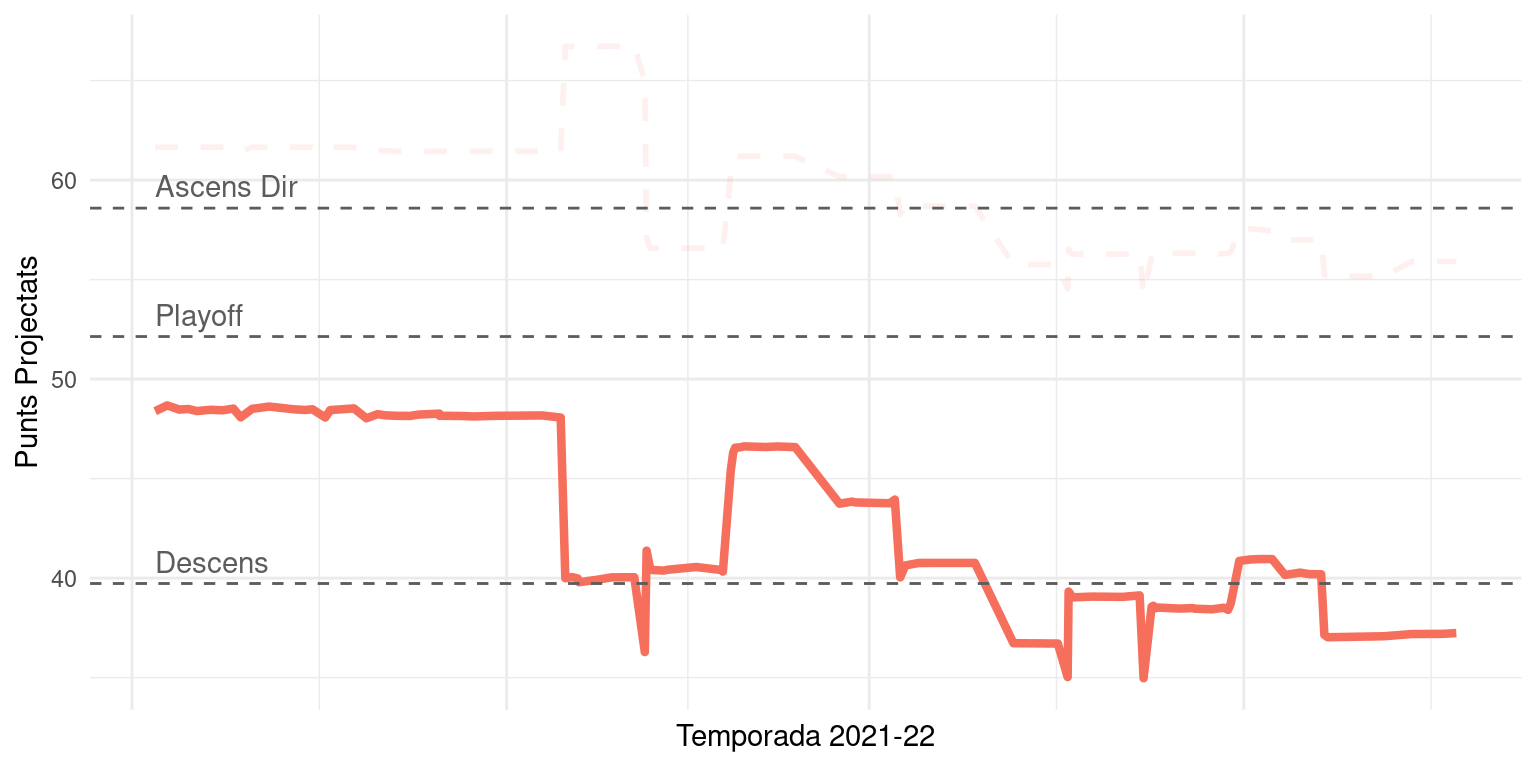 60
50
40
Ascens Dir
Playoff
Descens
Punts Projectats
Temporada 2021-22